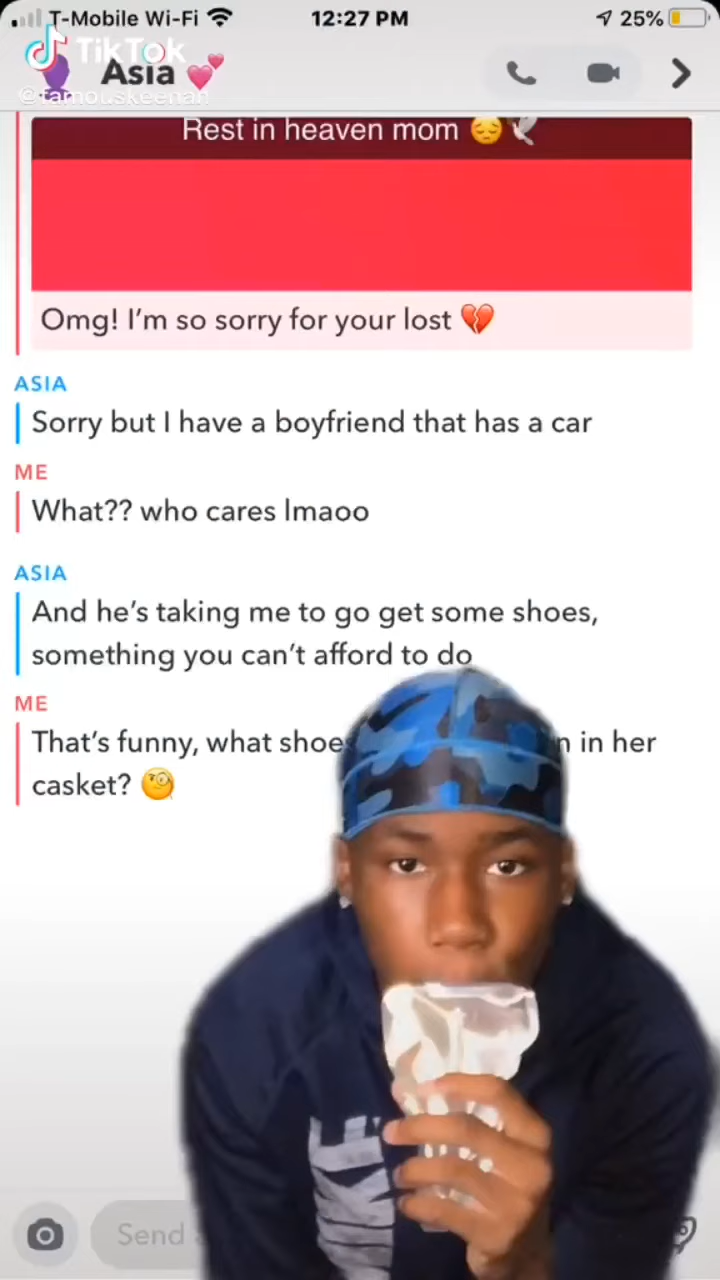 T-Mobile Wi-Fi 12:27 PM 25%
TikTok
Asia 💕
Rest in heaven mom 😔🕊
Omg! I'm so sorry for your lost 💔
ASIA
Sorry but I have a boyfriend that has a car
ME
What?? who cares lmaoo
ASIA
And he's taking me to go get some shoes,
something you can't afford to do
ME
That's funny, what in her
casket? 🧐
Send